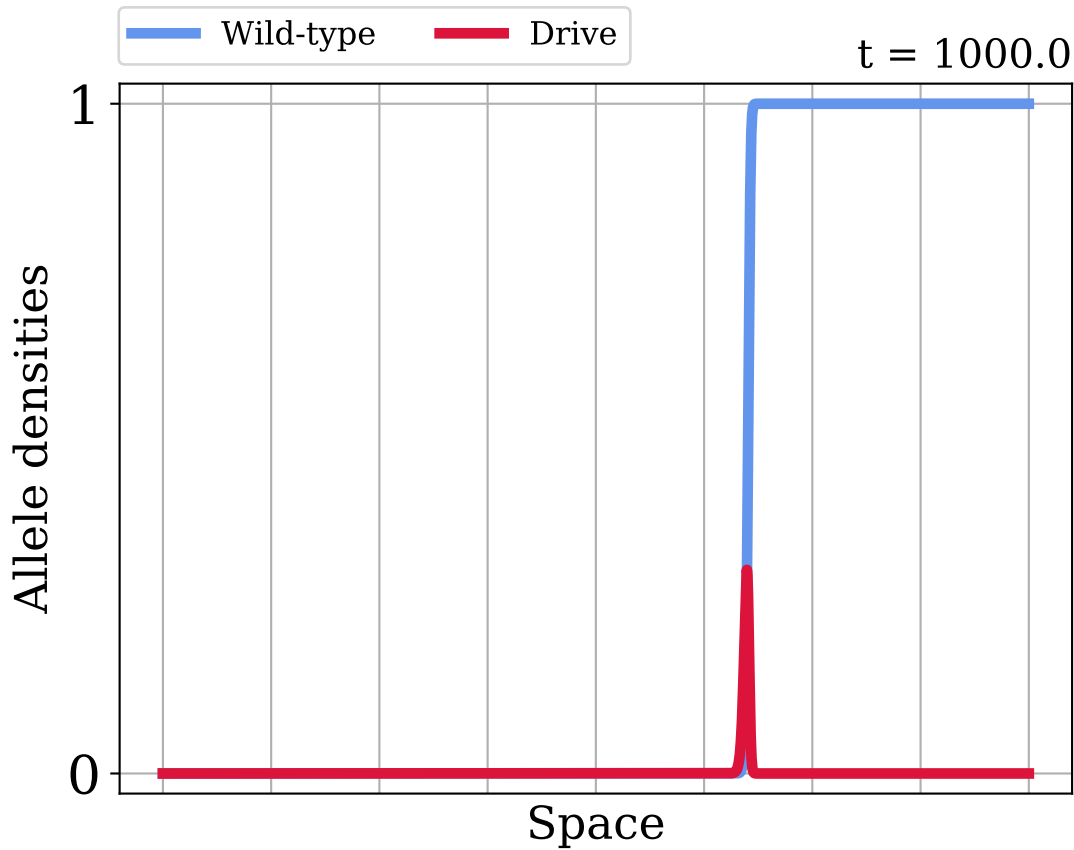 Wild-type
Drive
t = 1000.0
1
Allele densities
0
Space